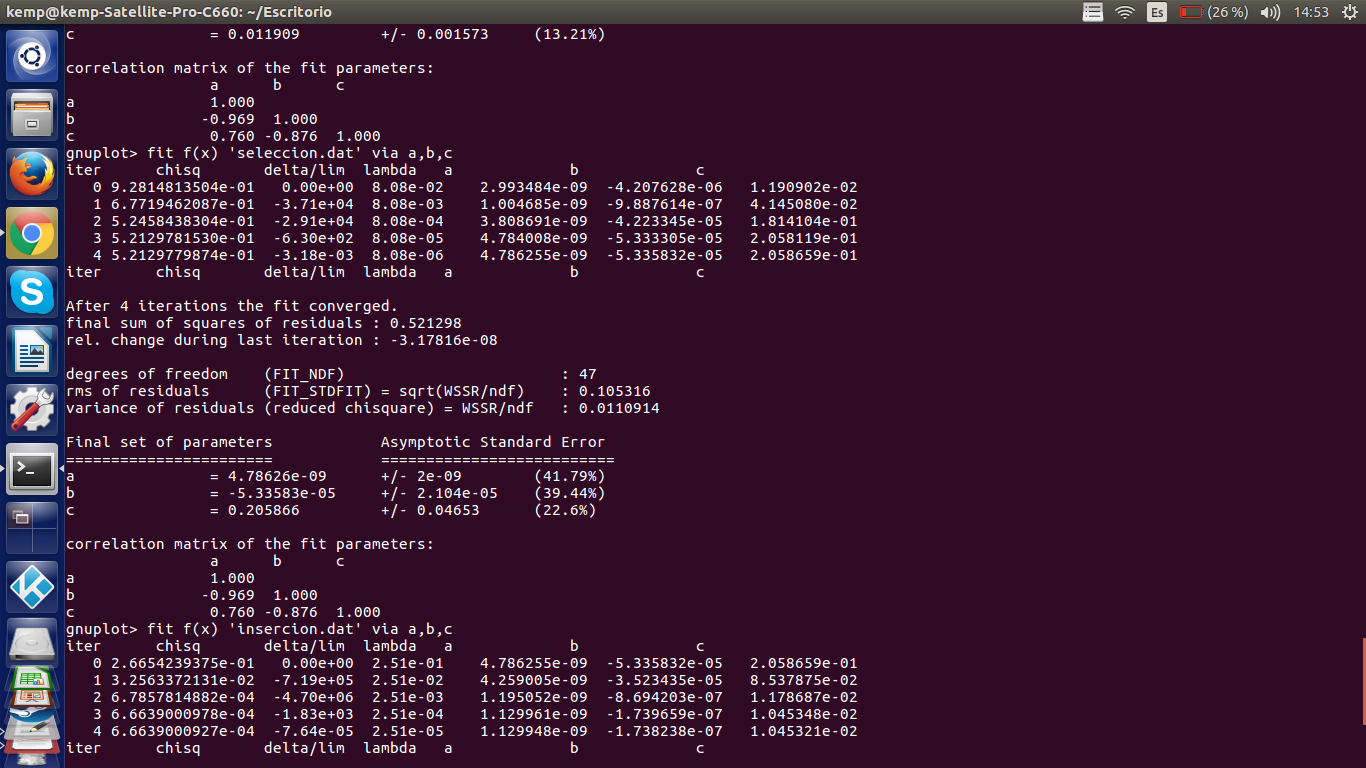 kemp@kemp-Satellite-Pro-C660: ~/Escritorio
Es (26 %) 14:53
c                = 0.011909         +/- 0.001573     (13.21%)
correlation matrix of the fit parameters:
                a      b      c
a               1.000
b              -0.969  1.000
c               0.760 -0.876  1.000
gnuplot> fit f(x) 'seleccion.dat' via a,b,c
iter      chisq       delta/lim  lambda   a             b             c
   0 9.2814813504e-01   0.00e+00  8.08e-02    2.993484e-09  -4.207628e-06   1.190902e-02
   1 6.7719462087e-01  -3.71e+04  8.08e-03    1.004685e-09  -9.887614e-07   4.145080e-02
   2 5.2458438304e-01  -2.91e+04  8.08e-04    3.808691e-09  -4.223345e-05   1.814104e-01
   3 5.2129781530e-01  -6.30e+02  8.08e-05    4.784008e-09  -5.333305e-05   2.058119e-01
   4 5.2129779874e-01  -3.18e-03  8.08e-06    4.786255e-09  -5.335832e-05   2.058659e-01
iter      chisq       delta/lim  lambda   a             b             c
After 4 iterations the fit converged.
final sum of squares of residuals : 0.521298
rel. change during last iteration : -3.17816e-08
degrees of freedom    (FIT_NDF)                        : 47
rms of residuals      (FIT_STDFIT) = sqrt(WSSR/ndf)    : 0.105316
variance of residuals (reduced chisquare) = WSSR/ndf   : 0.0110914
Final set of parameters            Asymptotic Standard Error
=======================            ==========================
a               = 4.78626e-09      +/- 2e-09        (41.79%)
b               = -5.33583e-05     +/- 2.104e-05    (39.44%)
c               = 0.205866         +/- 0.04653      (22.6%)
correlation matrix of the fit parameters:
                a      b      c
a               1.000
b              -0.969  1.000
c               0.760 -0.876  1.000
gnuplot> fit f(x) 'insercion.dat' via a,b,c
iter      chisq       delta/lim  lambda   a             b             c
   0 2.6654239375e-01   0.00e+00  2.51e-01    4.786255e-09  -5.335832e-05   2.058659e-01
   1 3.2563372131e-02  -7.19e+05  2.51e-02    4.259005e-09  -3.523435e-05   8.537875e-02
   2 6.7857814882e-04  -4.70e+06  2.51e-03    1.195052e-09  -8.694203e-07   1.178687e-02
   3 6.6639000978e-04  -1.83e+03  2.51e-04    1.129961e-09  -1.739659e-07   1.045348e-02
   4 6.6639000927e-04  -7.64e-05  2.51e-05    1.129948e-09  -1.738238e-07   1.045321e-02
iter      chisq       delta/lim  lambda   a             b             c